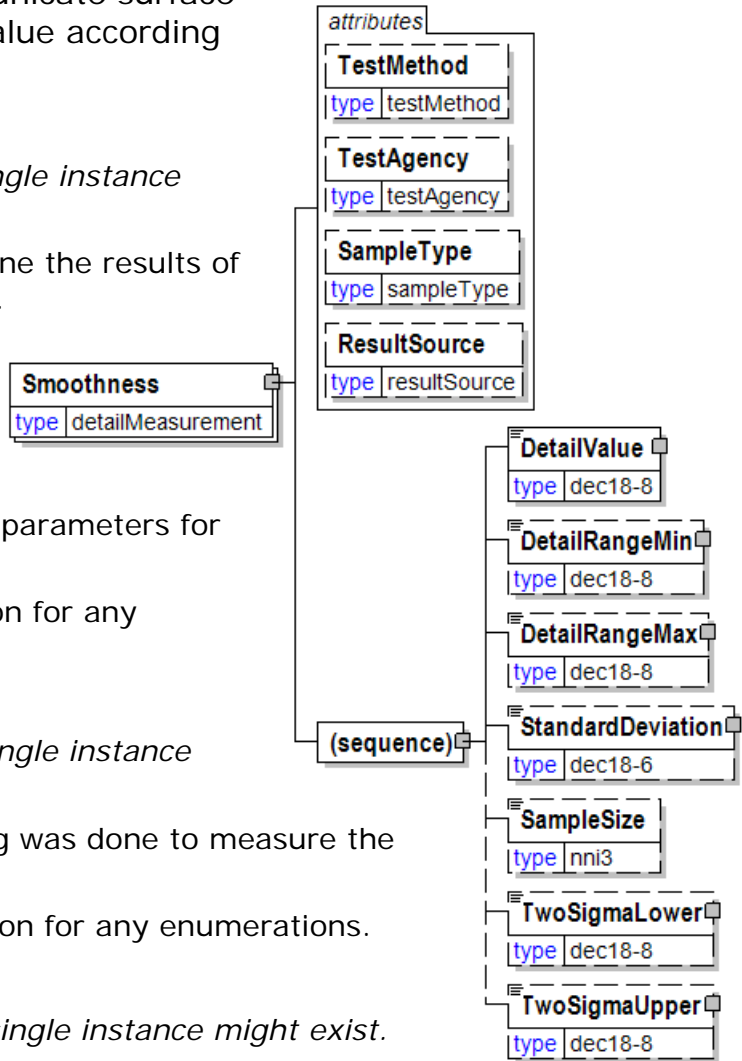 unicate surface
alue according
ngle instance
ne the results of
.
parameters for
on for any
ngle instance
g was done to measure the
on for any enumerations.
single instance might exist.
Smoothness
type detailMeasurement
attributes
TestMethod
type testMethod
TestAgency
type testAgency
SampleType
type sampleType
ResultSource
type resultSource
(sequence)
DetailValue
type dec18-8
DetailRangeMin
type dec18-8
DetailRangeMax
type dec18-8
StandardDeviation
type dec18-6
SampleSize
type nni3
TwoSigmaLower
type dec18-8
TwoSigmaUpper
type dec18-8